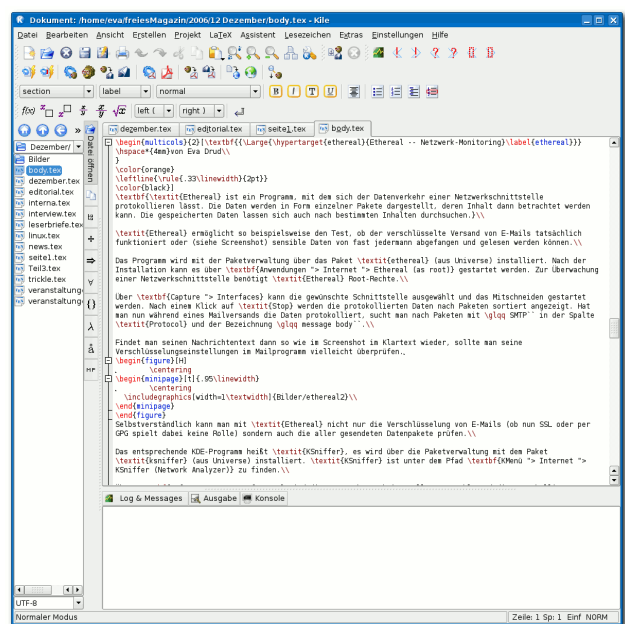 Dokument: /home/eva/freiesMagazin/2006/12 Dezember/body.tex - Kile
Datei Bearbeiten Ansicht Erstellen Projekt LaTeX Assistent Lesezeichen Extras Einstellungen Hilfe
section label normal B I T U
f(x) left ( right )
dezember.tex editorial.tex seite1.tex body.tex
Dezember/
Bilder
body.tex
dezember.tex
editorial.tex
interna.tex
interview.tex
leserbriefe.tex
linux.tex
news.tex
seite1.tex
Teil3.tex
trickle.tex
veranstaltung
veranstaltung
UTF-8
Datei öffnen
\begin{multicols}{2}[\textbf{{\Large{\hypertarget{ethereal}{Ethereal -- Netzwerk-Monitoring}\label{ethereal}}}
\hspace*{4mm}von Eva Drud\\
}
\color{orange}
\leftline{\rule{.33\linewidth}{2pt}}
\color{black}]
\textbf{\textit{Ethereal} ist ein Programm, mit dem sich der Datenverkehr einer Netzwerkschnittstelle
protokollieren lässt. Die Daten werden in Form einzelner Pakete dargestellt, deren Inhalt dann betrachtet werden
kann. Die gespeicherten Daten lassen sich auch nach bestimmten Inhalten durchsuchen.}\\
\textit{Ethereal} ermöglicht so beispielsweise den Test, ob der verschlüsselte Versand von E-Mails tatsächlich
funktioniert oder (siehe Screenshot) sensible Daten von fast jedermann abgefangen und gelesen werden können.\\
Das Programm wird mit der Paketverwaltung über das Paket \textit{ethereal} (aus Universe) installiert. Nach der
Installation kann es über \textbf{Anwendungen "> Internet "> Ethereal (as root)} gestartet werden. Zur Überwachung
einer Netzwerkschnittstelle benötigt \textit{Ethereal} Root-Rechte.\\
Über \textbf{Capture "> Interfaces} kann die gewünschte Schnittstelle ausgewählt und das Mitschneiden gestartet
werden. Nach einem Klick auf \textit{Stop} werden die protokollierten Daten nach Paketen sortiert angezeigt. Hat
man nun während eines Mailversands die Daten protokolliert, sucht man nach Paketen mit \glqq SMTP`` in der Spalte
\textit{Protocol} und der Bezeichnung \glqq message body``.\\
Findet man seinen Nachrichtentext dann so wie im Screenshot im Klartext wieder, sollte man seine
Verschlüselungseinstellungen im Mailprogramm vielleicht überprüfen.
\begin{figure}[H]
\centering
\begin{minipage}[t]{.95\linewidth}
\centering
\includegraphics[width=1\textwidth]{Bilder/ethereal2}\\
\end{minipage}
\end{figure}
Selbstverständlich kann man mit \textit{Ethereal} nicht nur die Verschlüsselung von E-Mails (ob nun SSL oder per
GPG spielt dabei keine Rolle) sondern auch die aller gesendeten Datenpakete prüfen.\\
Das entsprechende KDE-Programm heißt \textit{KSniffer}, es wird über die Paketverwaltung mit dem Paket
\textit{ksniffer} (aus Universe) installiert. \textit{KSniffer} ist unter dem Pfad \textbf{KMenü "> Internet ">
KSniffer (Network Analyzer)} zu finden.\\
Log & Messages Ausgabe Konsole
Normaler Modus Zeile: 1 Sp: 1 Einf NORM